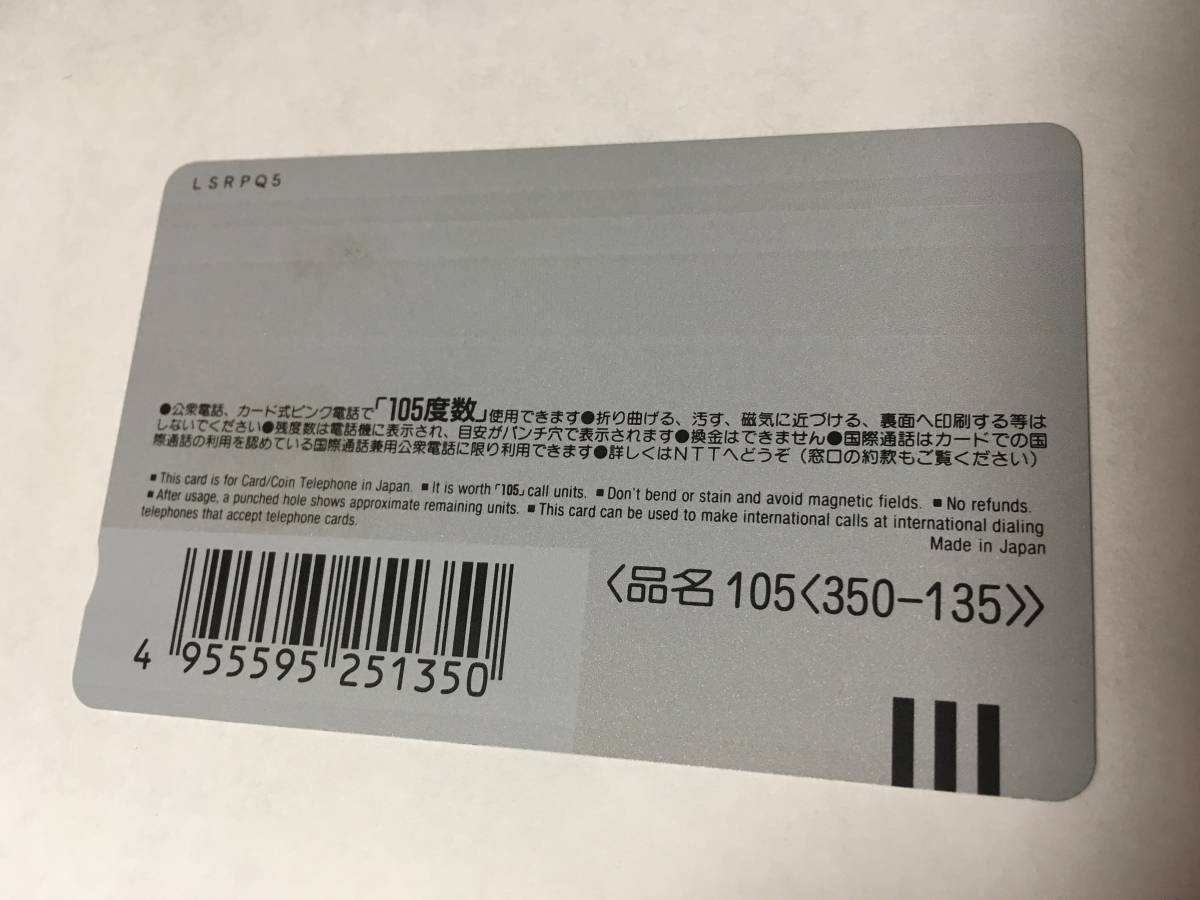 LSRPQ5
●公衆電話、カード式ピンク電話で「105度数」使用できます●折り曲げる、汚す、磁気に近づける、裏面へ印刷する等は
しないでください●残度数は電話機に表示され、目安がパンチ穴で表示されます●換金はできません●国際通話はカードでの国
際通話の利用を認めている国際通話兼用公衆電話に限り利用できます●詳しくはNTTへどうぞ（窓口の約款もご覧ください）
■ This card is for Card/Coin Telephone in Japan. ■ It is worth「105」call units. ■ Don't bend or stain and avoid magnetic fields. ■ No refunds.
■ After usage, a punched hole shows approximate remaining units. ■ This card can be used to make international calls at international dialing
telephones that accept telephone cards.
Made in Japan
〈品名 105〈350-135〉〉
4 955595 251350